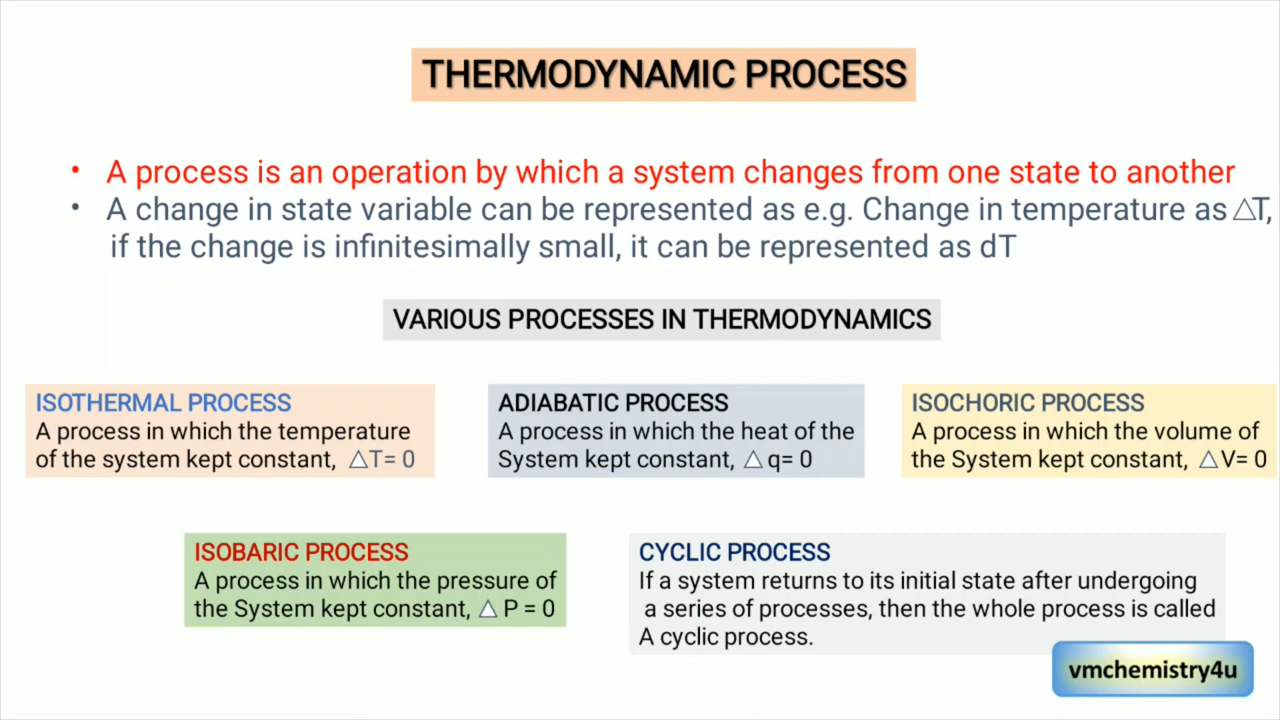 THERMODYNAMIC PROCESS
• A process is an operation by which a system changes from one state to another
• A change in state variable can be represented as e.g. Change in temperature as △T,
if the change is infinitesimally small, it can be represented as dT
VARIOUS PROCESSES IN THERMODYNAMICS
ISOTHERMAL PROCESS
A process in which the temperature
of the system kept constant, △T= 0
ADIABATIC PROCESS
A process in which the heat of the
System kept constant, △ q= 0
ISOCHORIC PROCESS
A process in which the volume of
the System kept constant, △V= 0
ISOBARIC PROCESS
A process in which the pressure of
the System kept constant, △ P = 0
CYCLIC PROCESS
If a system returns to its initial state after undergoing
a series of processes, then the whole process is called
A cyclic process.
vmchemistry4u